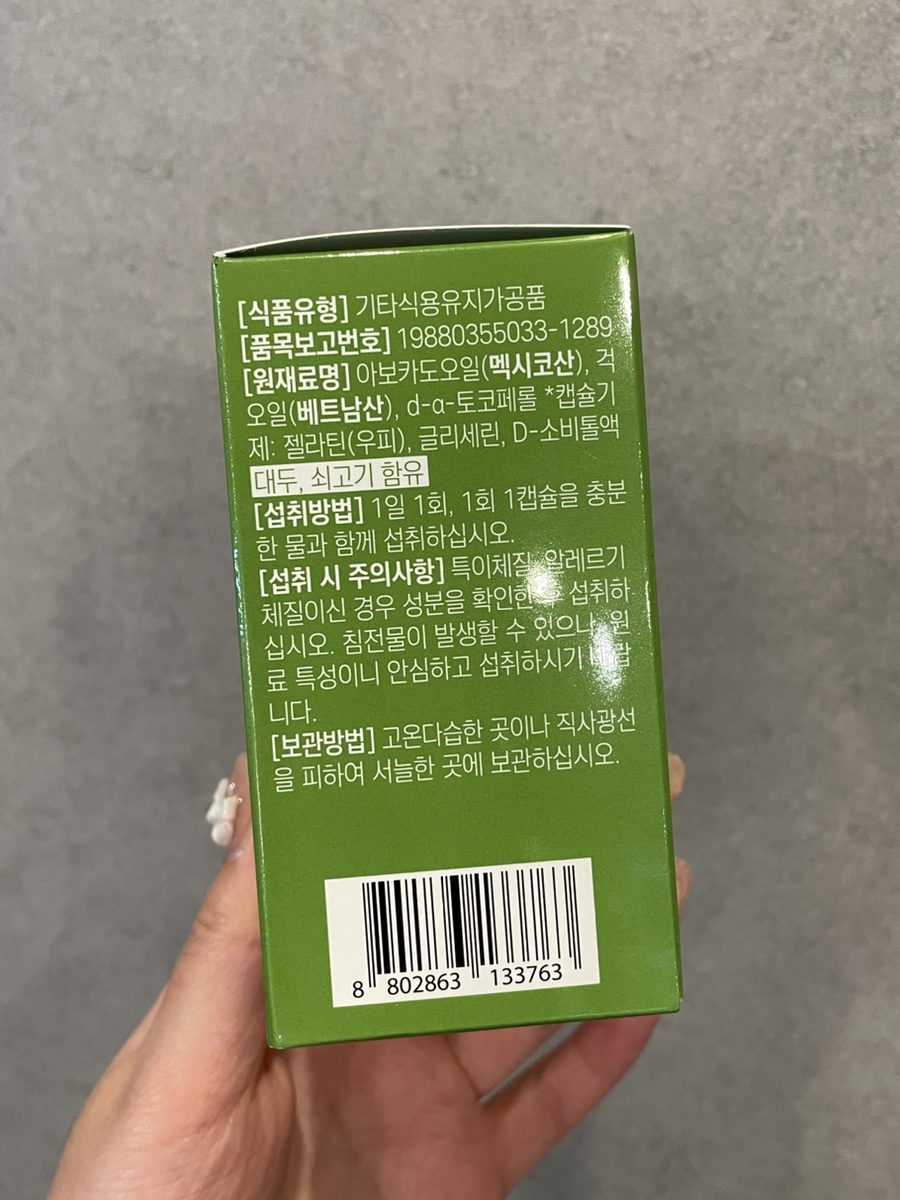 [식품유형] 기타식용유지가공품
[품목보고번호] 19880355033-1289
[원재료명] 아보카도오일(멕시코산), 걱
오일(베트남산), d-α-토코페롤 *캡슐기
제: 젤라틴(우피), 글리세린, D-소비톨액
대두, 쇠고기 함유
[섭취방법] 1일 1회, 1회 1캡슐을 충분
한 물과 함께 섭취하십시오.
[섭취 시 주의사항] 특이체질, 알레르기
체질이신 경우 성분을 확인한 후 섭취하
십시오. 침전물이 발생할 수 있으나, 원
료 특성이니 안심하고 섭취하시기 바랍
니다.
[보관방법] 고온다습한 곳이나 직사광선
을 피하여 서늘한 곳에 보관하십시오.
8 802863 133763